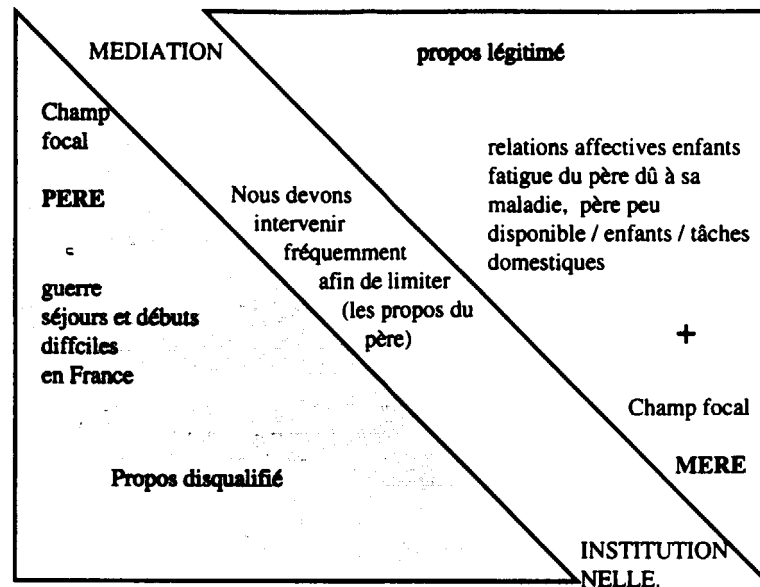 MEDIATION
propos légitimé
Champ
focal
PERE
guerre
séjours et débuts
diffciles
en France
Propos disqualifié
Nous devons
intervenir
fréquemment
afin de limiter
(les propos du
père)
relations affectives enfants
fatigue du père dû à sa
maladie, père peu
disponible / enfants / tâches
domestiques
+
Champ focal
MERE
INSTITUTION
NELLE.